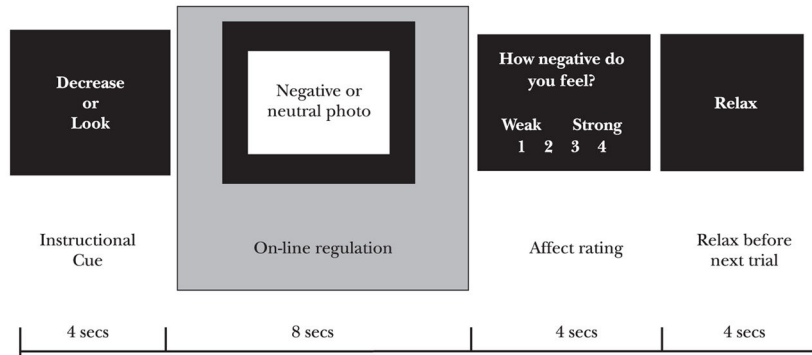 Decrease
or
Look
Negative or
neutral photo
How negative do
you feel?
Weak Strong
1 2 3 4
Relax
Instructional
Cue
On-line regulation
Affect rating
Relax before
next trial
4 secs
8 secs
4 secs
4 secs